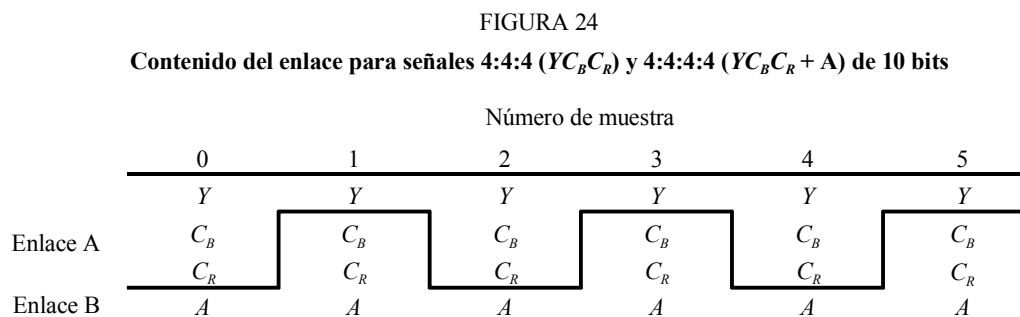 FIGURA 24
Contenido del enlace para señales 4:4:4 (YCBCR) y 4:4:4:4 (YCBCR + A) de 10 bits
Número de muestra
0 1 2 3 4 5
Y Y Y Y Y Y
Enlace A CB CB CB CB CB CB
CR CR CR CR CR CR
Enlace B A A A A A A